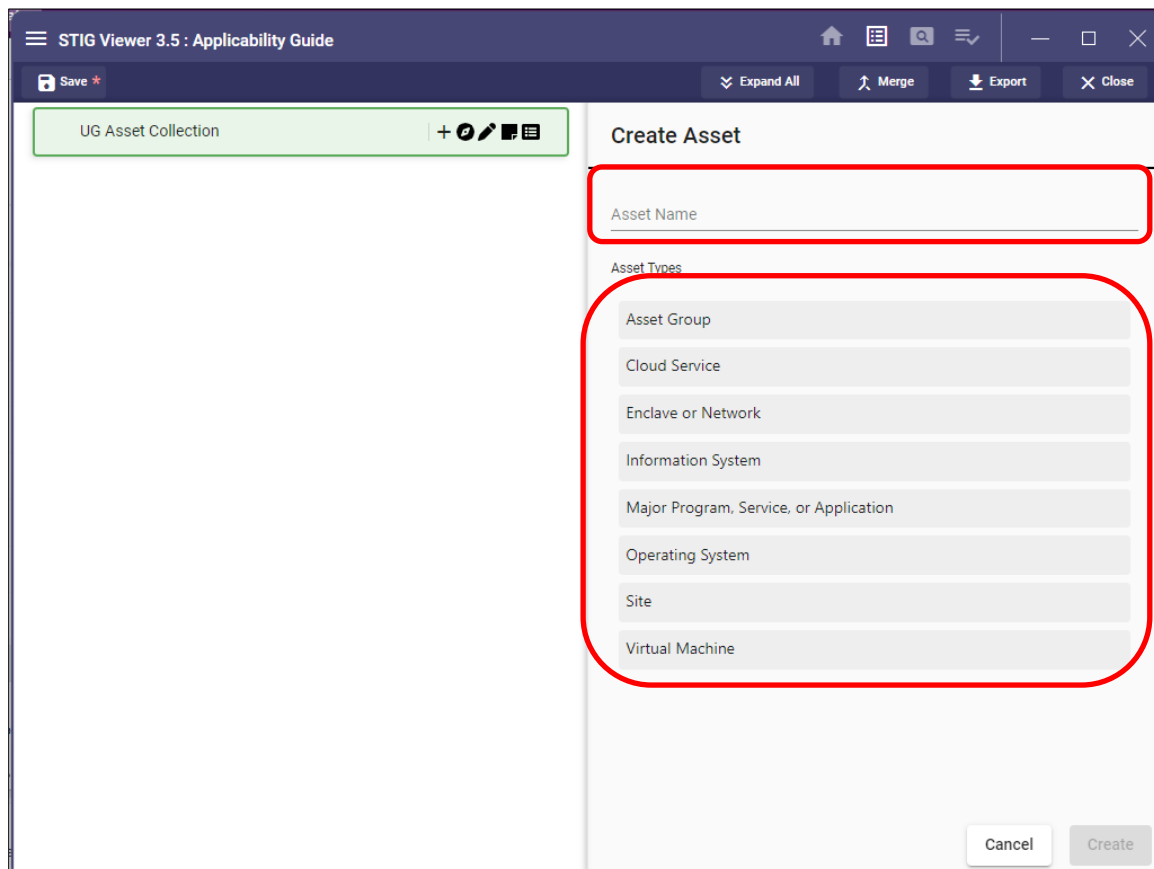 STIG Viewer 3.5 : Applicability Guide
Save *
Expand All
Merge
Export
Close
UG Asset Collection
Create Asset
Asset Name
Asset Types
Asset Group
Cloud Service
Enclave or Network
Information System
Major Program, Service, or Application
Operating System
Site
Virtual Machine
Cancel
Create